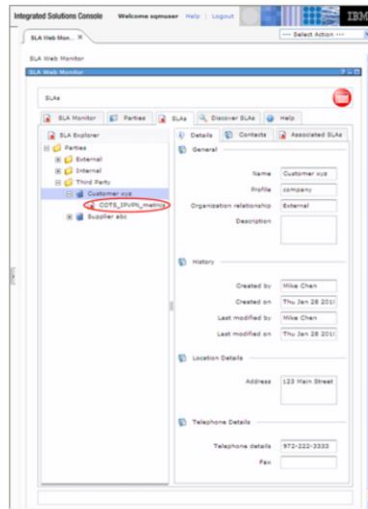 Integrated Solutions Console Welcome sqmuser Help | Logout IBM
SLA Web Mon... X
--- Select Action ---
SLA Web Monitor
SLA Web Monitor
SLAs
SLA Monitor Parties SLAs Discover SLAs Help
SLA Explorer
Parties
External
Internal
Third Party
Customer xyz
COTS_IPVPN_metrics
Supplier abc
Details Contacts Associated SLAs
General
Name Customer xyz
Profile company
Organization relationship External
Description
History
Created by Mike Chen
Created on Thu Jan 28 201
Last modified by Mike Chen
Last modified on Thu Jan 28 201
Location Details
Address 123 Main Street
Telephone Details
Telephone details 972-222-3333
Fax